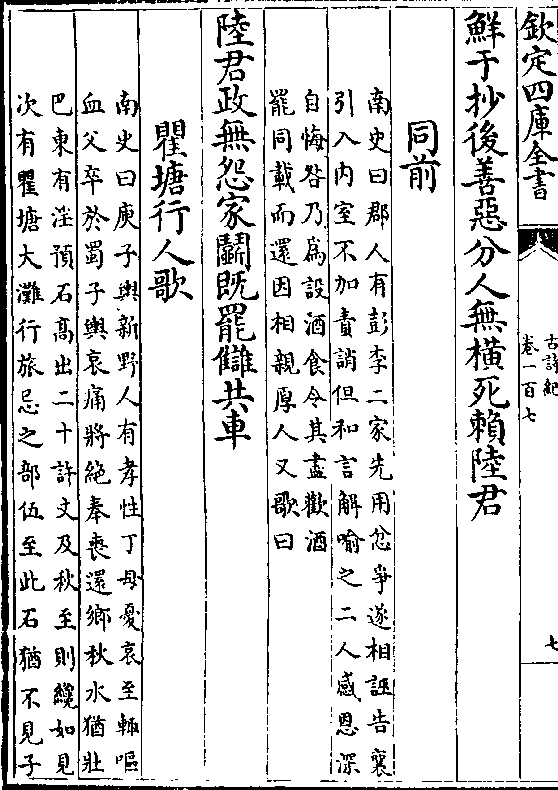 欽定四庫全書
古詩紀
卷一百七
七
鮮于抄後善惡分人無橫死賴陸君
同前
南史曰郡人有彭李二家先用忿爭遂相誣告襄
引入内室不加責誚但和言解喻之二人感恩深
自悔咎乃為設酒食令其盡歡酒
罷同載而還因相親厚人又歌曰
陸君政無怨家鬬既罷讎共車
瞿塘行人歌
南史曰庾子輿新野人有孝性丁母憂哀至輒嘔
血父卒於蜀子輿哀痛將絶奉喪還鄉秋水猶壯
巴東有淫預石高出二十許丈及秋至則纔如見
次有瞿塘大灘行旅忌之部伍至此石猶不見子